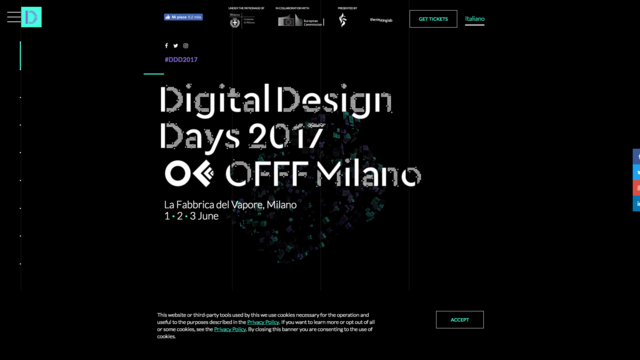 Mi piace
UNDER THE PATRONAGE OF
IN COLLABORATION WITH
PRESENTED BY
European
Commission
GET TICKETS
Italiano
#DDD2017
Digital Design
Days 2017
OFFF Milano
La Fabbrica del Vapore, Milano
1 • 2 • 3 June
This website or third-party tools used by this we use cookies necessary for the operation and
useful to the purposes described in the Privacy Policy. If you want to learn more or opt out of all
or some cookies, see the Privacy Policy. By closing this banner you are consenting to the use of
cookies.
ACCEPT